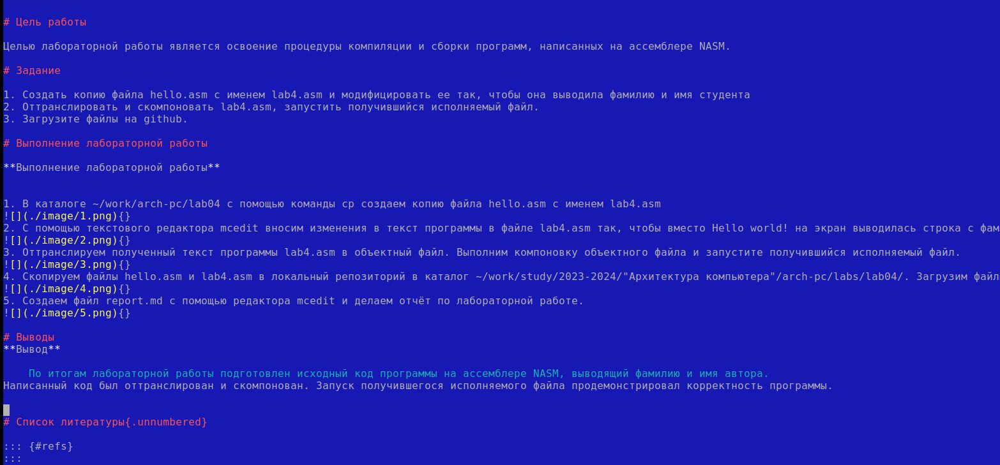 # Цель работы
Целью лабораторной работы является освоение процедуры компиляции и сборки программ, написанных на ассемблере NASM.
# Задание
1. Создать копию файла hello.asm с именем lab4.asm и модифицировать ее так, чтобы она выводила фамилию и имя студента
2. Оттранслировать и скомпоновать lab4.asm, запустить получившийся исполняемый файл.
3. Загрузите файлы на github.
# Выполнение лабораторной работы
**Выполнение лабораторной работы**
1. В каталоге ~/work/arch-pc/lab04 с помощью команды cp создаем копию файла hello.asm с именем lab4.asm
![](./image/1.png){}
2. С помощью текстового редактора mcedit вносим изменения в текст программы в файле lab4.asm так, чтобы вместо Hello world! на экран выводилась строка с фам
![](./image/2.png){}
3. Оттранслируем полученный текст программы lab4.asm в объектный файл. Выполним компоновку объектного файла и запустите получившийся исполняемый файл.
![](./image/3.png){}
4. Скопируем файлы hello.asm и lab4.asm в локальный репозиторий в каталог ~/work/study/2023-2024/"Архитектура компьютера"/arch-pc/labs/lab04/. Загрузим файл
![](./image/4.png){}
5. Создаем файл report.md с помощью редактора mcedit и делаем отчёт по лабораторной работе.
![](./image/5.png){}
# Выводы
**Вывод**
По итогам лабораторной работы подготовлен исходный код программы на ассемблере NASM, выводящий фамилию и имя автора.
Написанный код был оттранслирован и скомпонован. Запуск получившегося исполняемого файла продемонстрировал корректность программы.
# Список литературы{.unnumbered}
::: {#refs}
:::